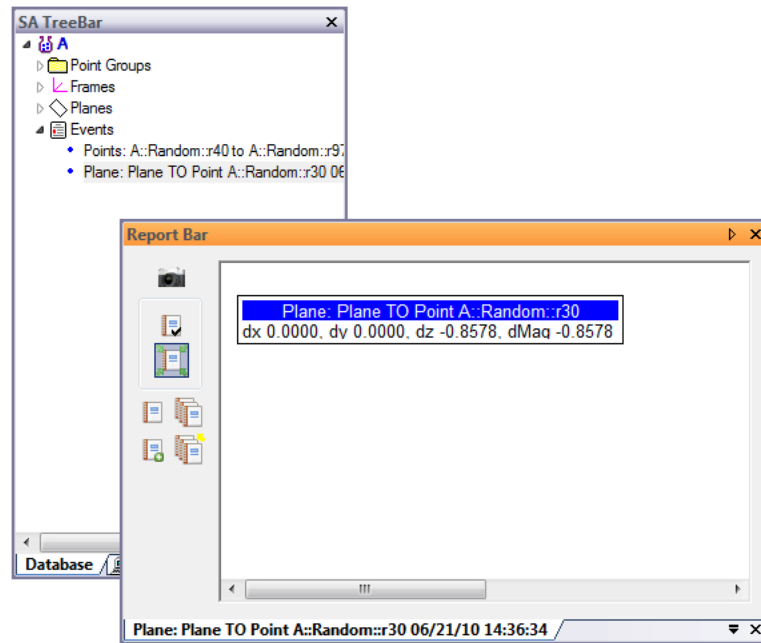 SA TreeBar
A
Point Groups
Frames
Planes
Events
Points: A::Random::r40 to A::Random::r97
Plane: Plane TO Point A::Random::r30 06
Database
Report Bar
Plane: Plane TO Point A::Random::r30
dx 0.0000, dy 0.0000, dz -0.8578, dMag -0.8578
Plane: Plane TO Point A::Random::r30 06/21/10 14:36:34